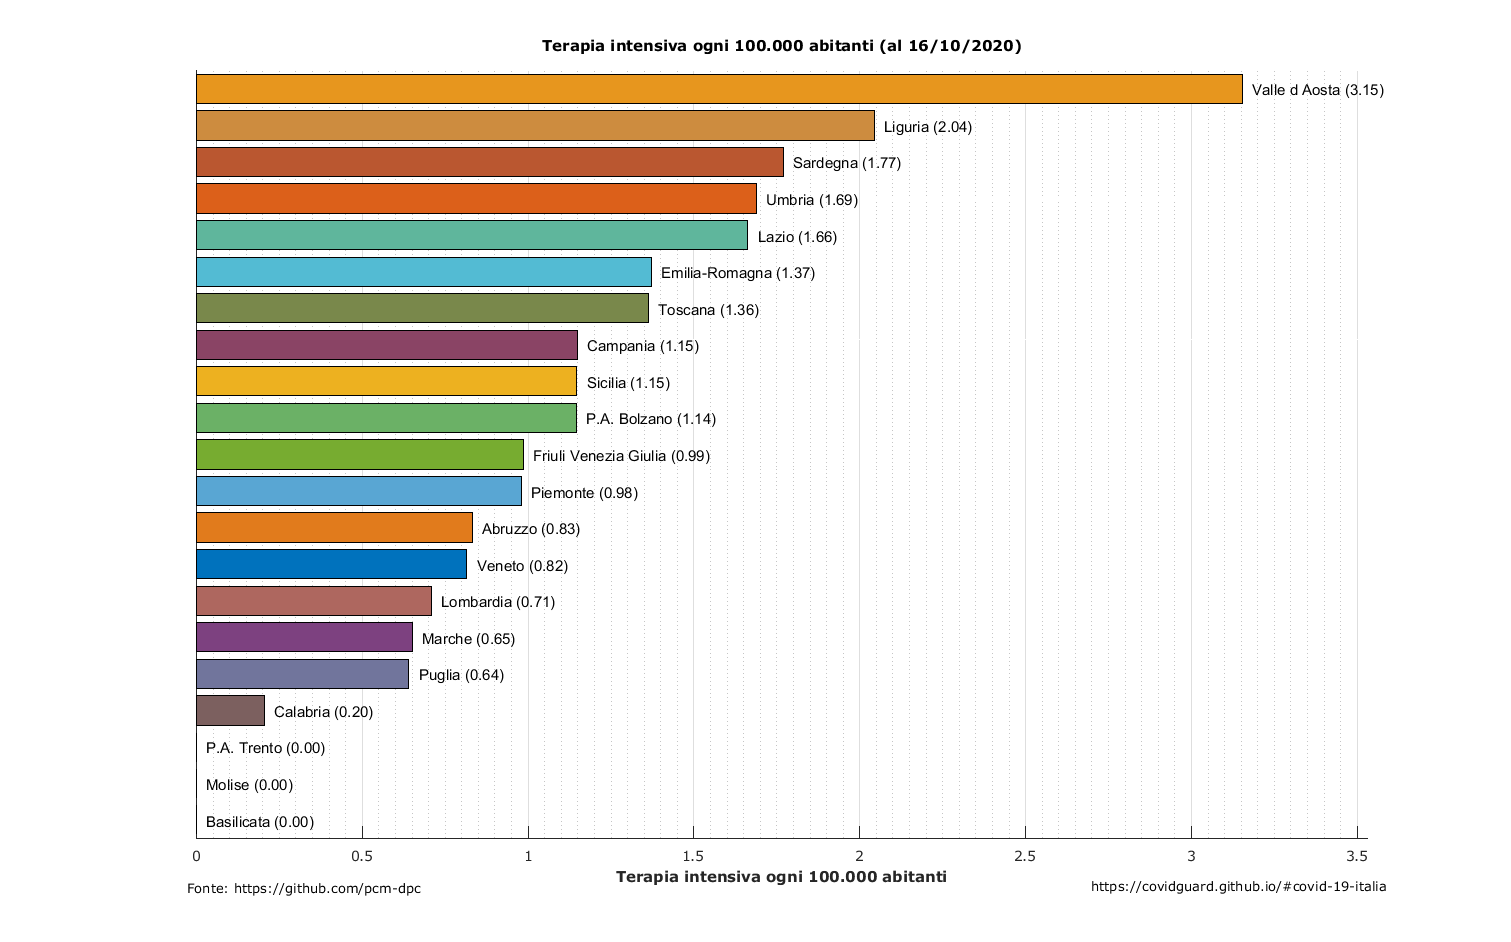 Terapia intensiva ogni 100.000 abitanti (al 16/10/2020)
Valle d Aosta (3.15)
Liguria (2.04)
Sardegna (1.77)
Umbria (1.69)
Lazio (1.66)
Emilia-Romagna (1.37)
Toscana (1.36)
Campania (1.15)
Sicilia (1.15)
P.A. Bolzano (1.14)
Friuli Venezia Giulia (0.99)
Piemonte (0.98)
Abruzzo (0.83)
Veneto (0.82)
Lombardia (0.71)
Marche (0.65)
Puglia (0.64)
Calabria (0.20)
P.A. Trento (0.00)
Molise (0.00)
Basilicata (0.00)
0 0.5 1 1.5 2 2.5 3 3.5
Terapia intensiva ogni 100.000 abitanti
Fonte: https://github.com/pcm-dpc
https://covidguard.github.io/#covid-19-italia